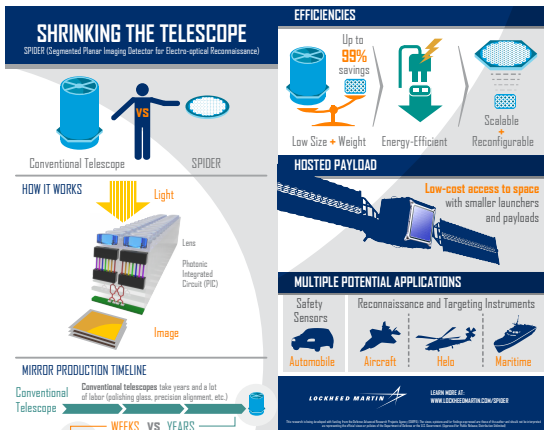 SHRINKING THE TELESCOPE
SPIDER (Segmented Planar Imaging Detector for Electro-optical Reconnaissance)
VS
Conventional Telescope
SPIDER
HOW IT WORKS
Light
Lens
Photonic
Integrated
Circuit (PIC)
Image
MIRROR PRODUCTION TIMELINE
Conventional
Telescope
Conventional telescopes take years and a lot
of labor (polishing glass, precision alignment, etc.)
WEEKS VS YEARS
EFFICIENCIES
Up to
99%
savings
Low Size + Weight
Energy-Efficient
Scalable
+
Reconfigurable
HOSTED PAYLOAD
Low-cost access to space
with smaller launchers
and payloads
MULTIPLE POTENTIAL APPLICATIONS
Safety
Sensors
Reconnaissance and Targeting Instruments
Automobile
Aircraft
Helo
Maritime
LOCKHEED MARTIN
LEARN MORE AT:
WWW.LOCKHEEDMARTIN.COM/SPIDER